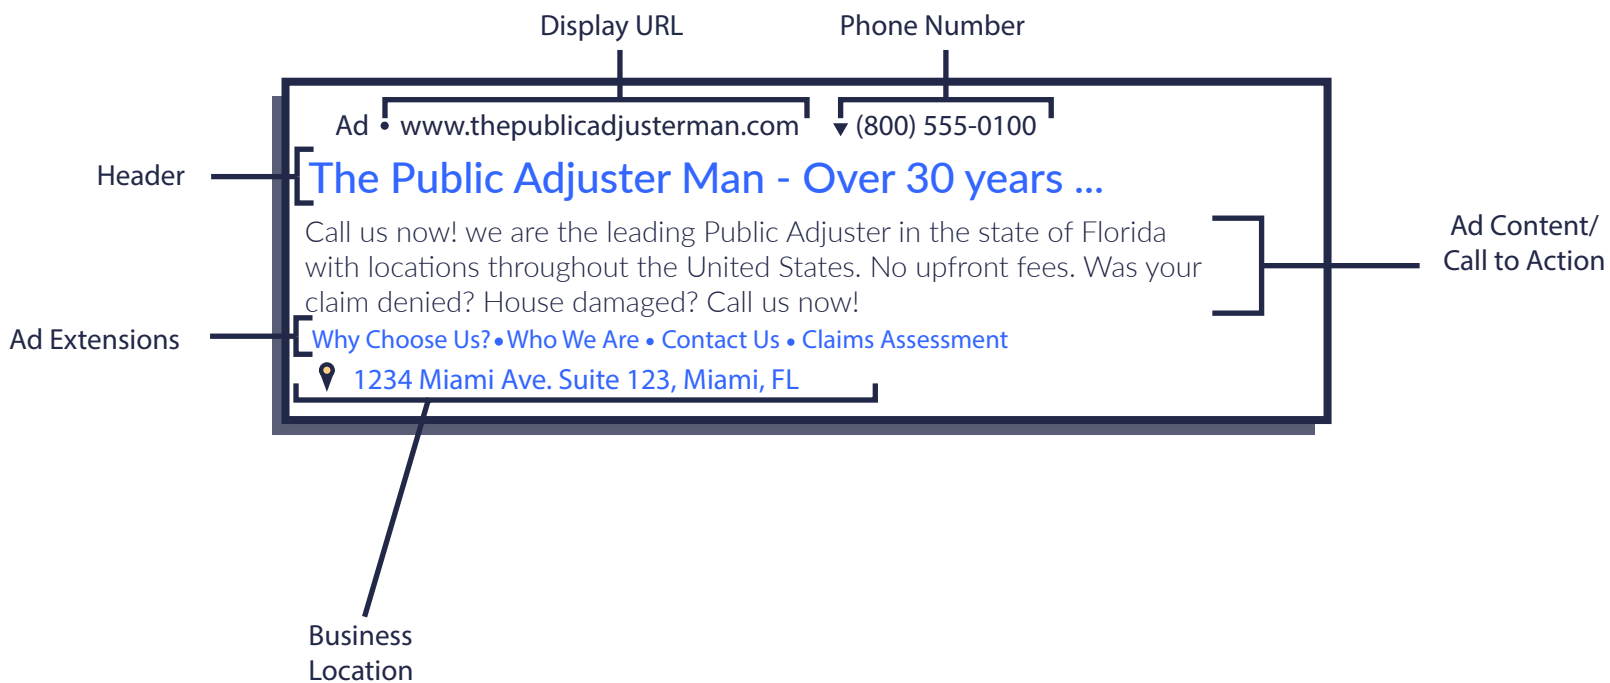 Display URL
Phone Number
Ad • www.thepublicadjusterman.com ▼ (800) 555-0100
Header
The Public Adjuster Man - Over 30 years ...
Call us now! we are the leading Public Adjuster in the state of Florida
with locations throughout the United States. No upfront fees. Was your
claim denied? House damaged? Call us now!
Ad Content/
Call to Action
Ad Extensions
Why Choose Us? • Who We Are • Contact Us • Claims Assessment
1234 Miami Ave. Suite 123, Miami, FL
Business
Location